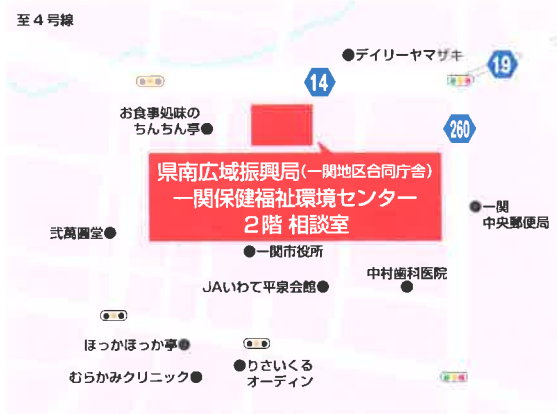 至4号線
●デイリーヤマザキ
19
14
お食事処味の
ちんちん亭●
260
県南広域振興局(一関地区合同庁舎)
一関保健福祉環境センター
2階 相談室
●一関
中央郵便局
弐萬圓堂●
●一関市役所
中村歯科医院
JAいわて平泉会館●
ほっかほっか亭●
むらかみクリニック●
●りさいくる
オーディン